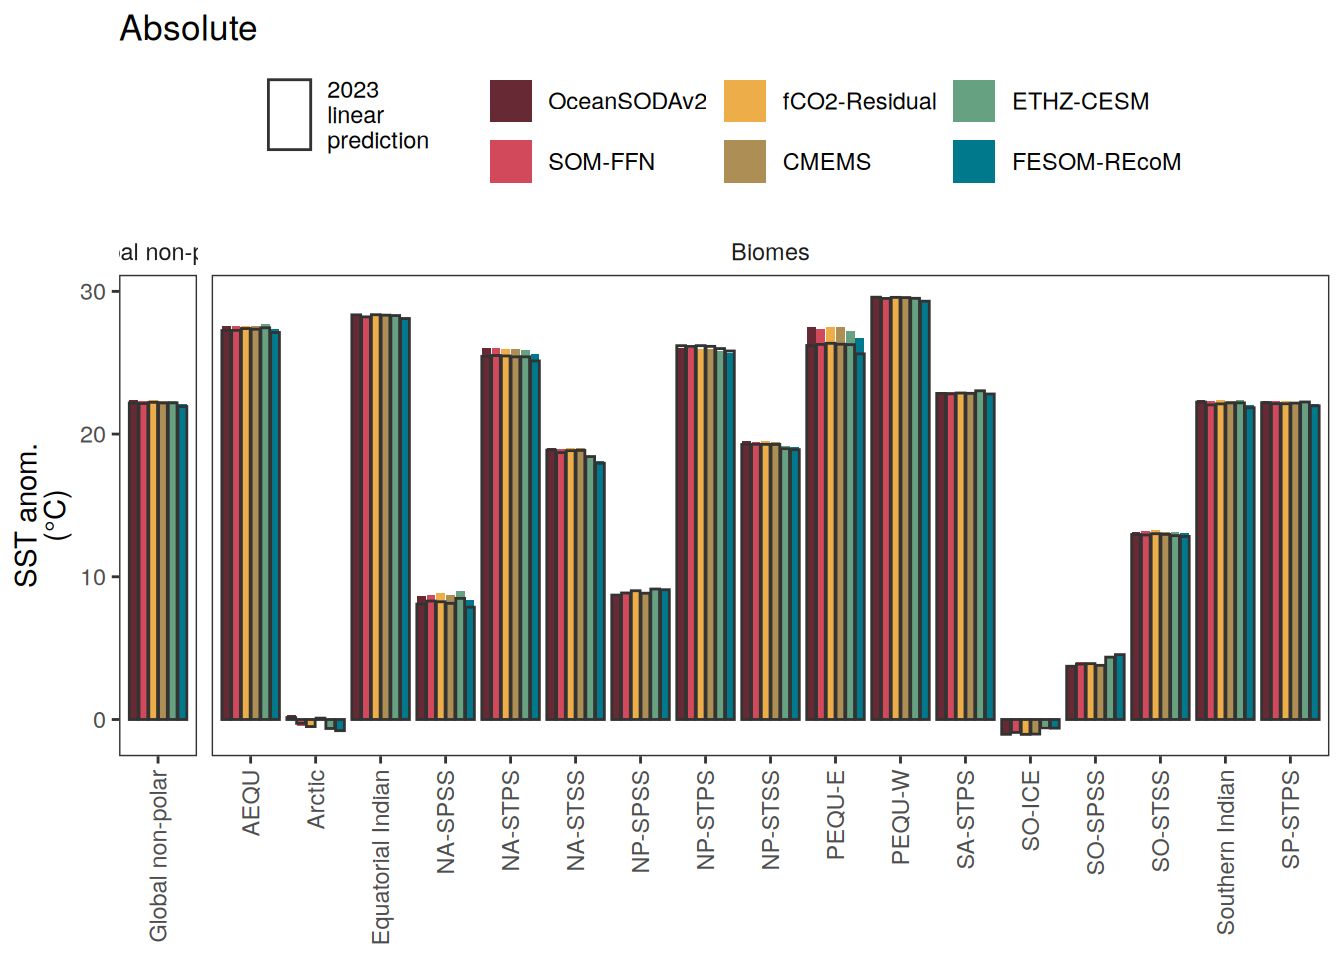 Absolute
2023
linear
prediction
OceanSODAv2
fCO2-Residual
ETHZ-CESM
SOM-FFN
CMEMS
FESOM-REcoM
al non-p
Biomes
SST anom.
(°C)
30
20
10
0
Global non-polar
AEQU
Arctic
Equatorial Indian
NA-SPSS
NA-STPS
NA-STSS
NP-SPSS
NP-STPS
NP-STSS
PEQU-E
PEQU-W
SA-STPS
SO-ICE
SO-SPSS
SO-STSS
Southern Indian
SP-STPS